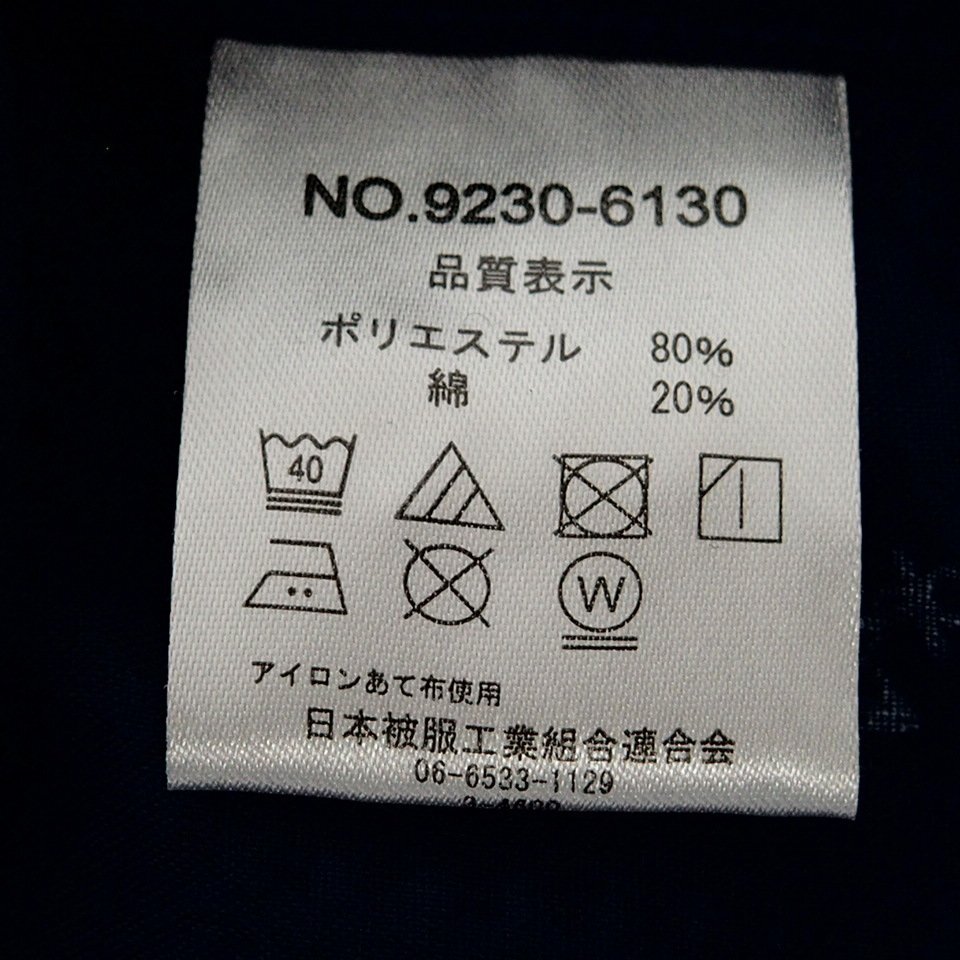 NO.9230-6130
品質表示
ポリエステル 80%
綿 20%
40
W
アイロンあて布使用
日本被服工業組合連合会
06-6533-1129